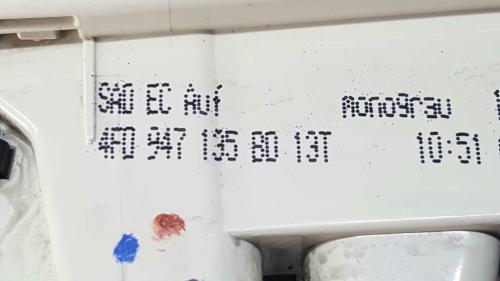 SAD EC Auf monograu
4F0 947 135 BD 13T 10:51